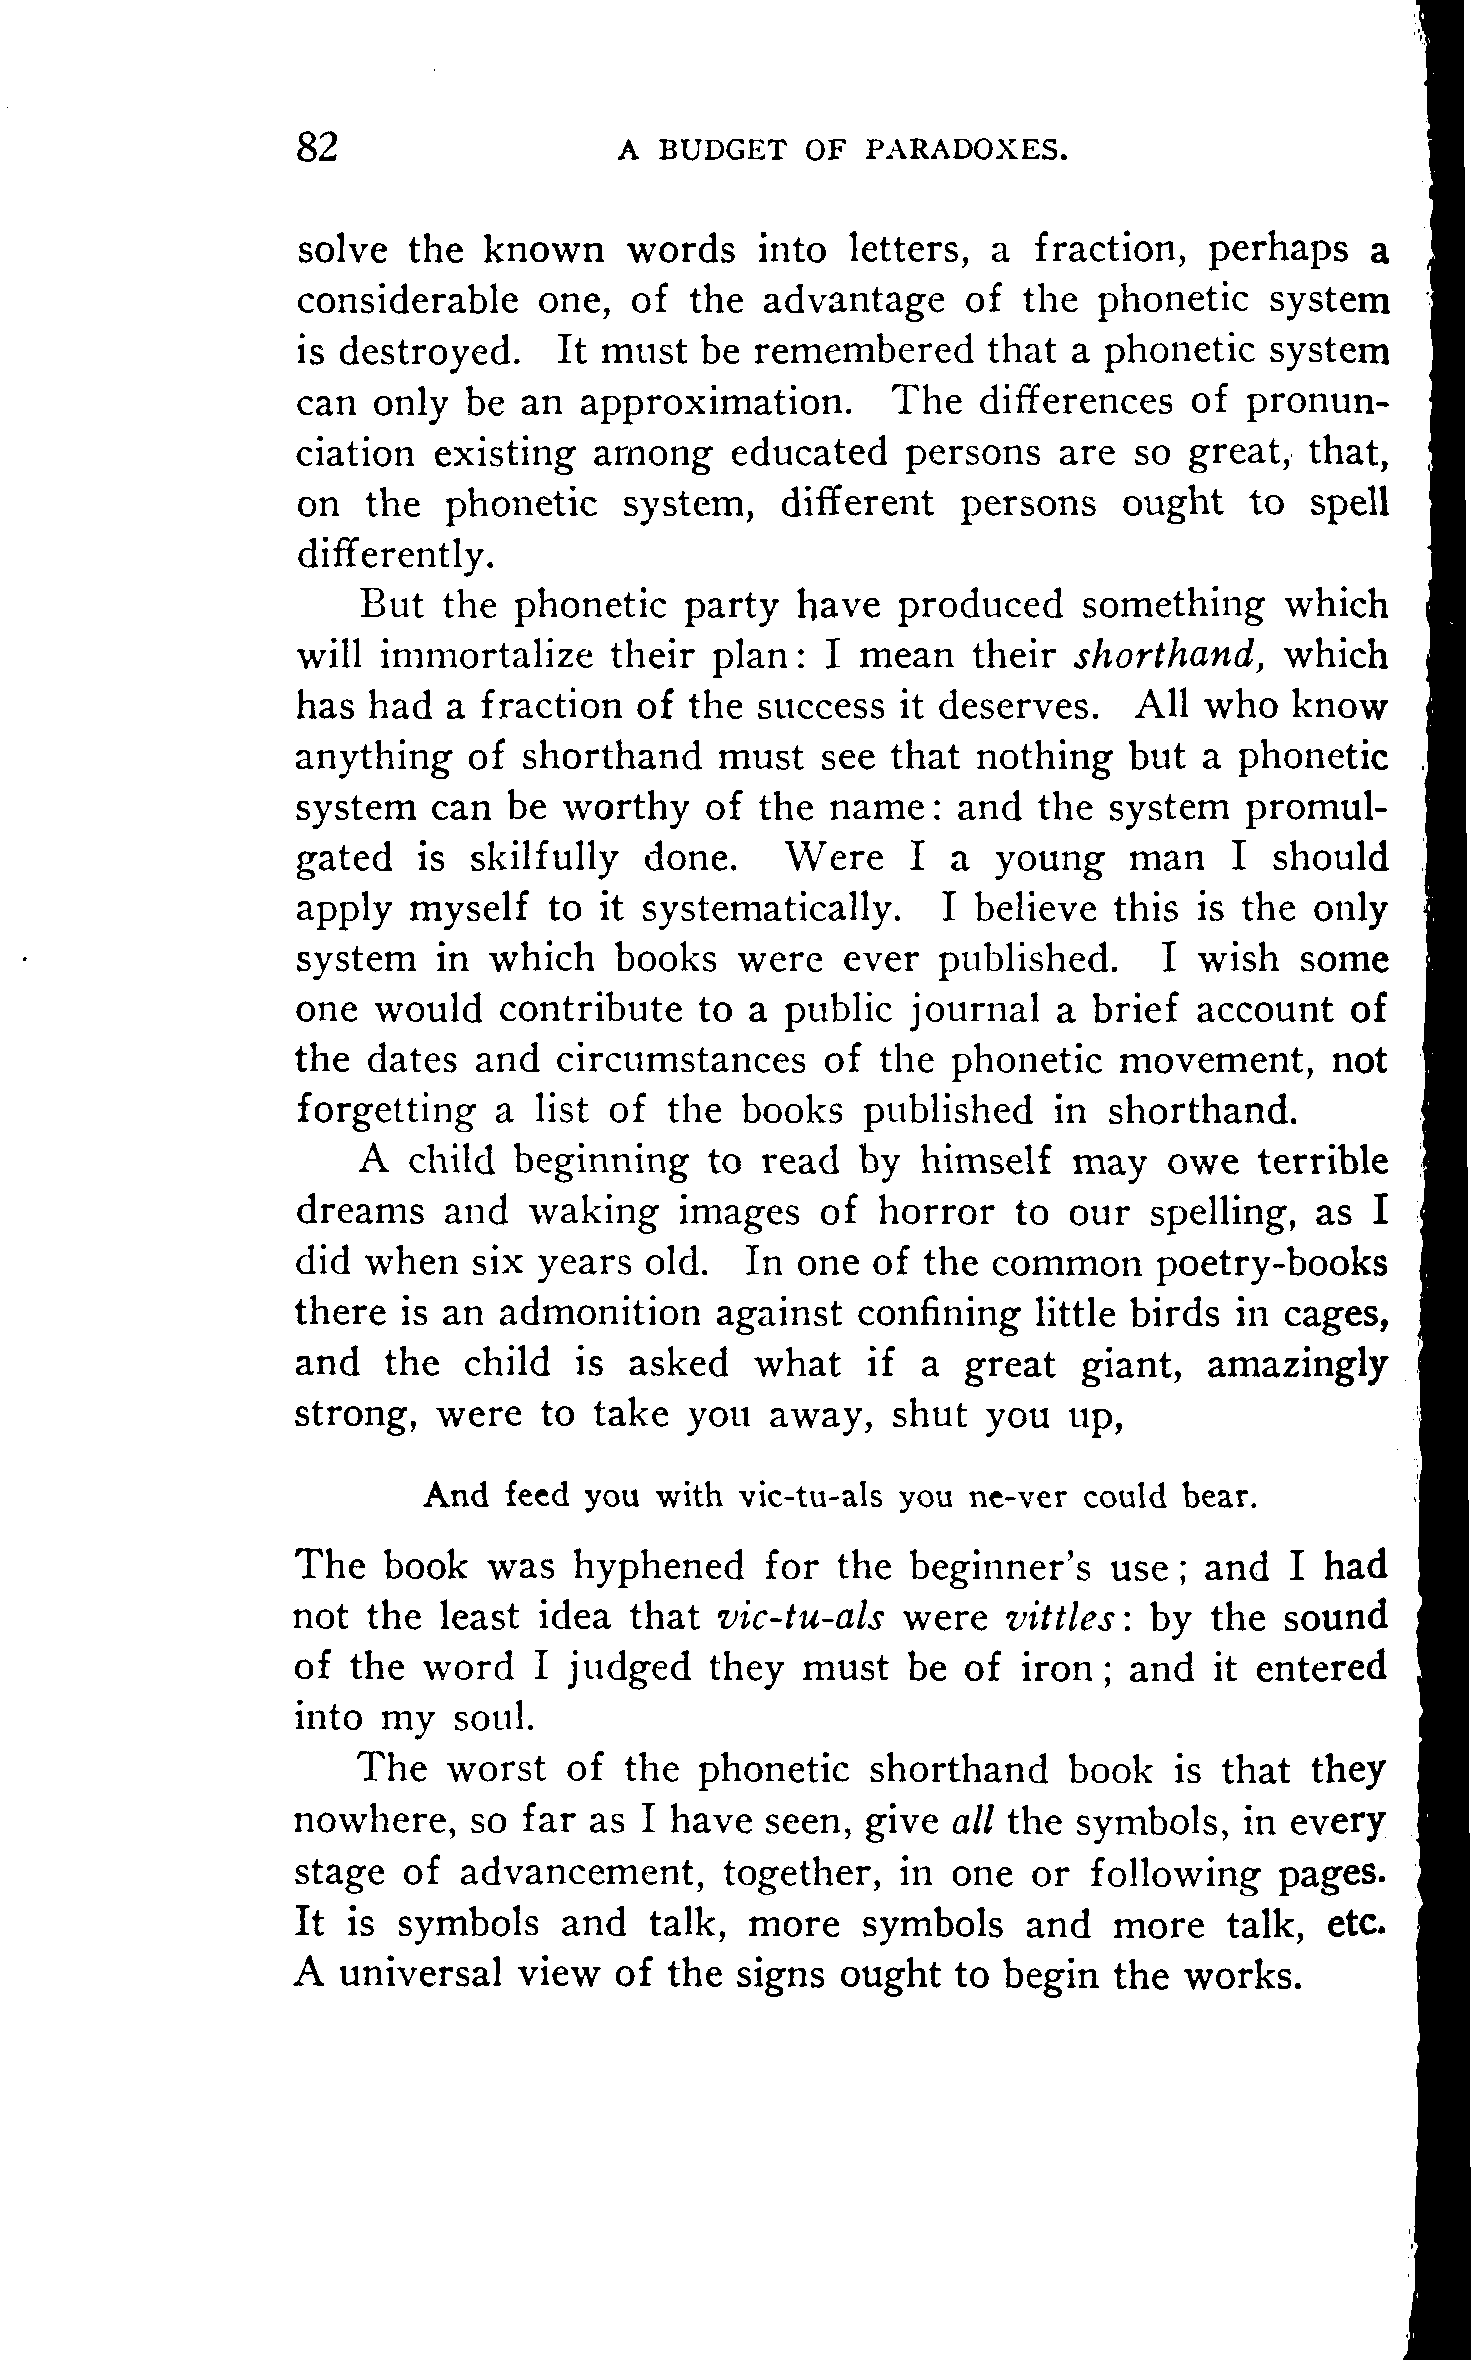 82 A BUDGET OF PARADOXES.
solve the known words into letters, a fraction, perhaps a
considerable one, of the advantage of the phonetic system
is destroyed. It must be remembered that a phonetic system
can only be an approximation. The differences of pronun-
ciation existing among educated persons are so great, that,
on the phonetic system, different persons ought to spell
differently.
But the phonetic party have produced something which
will immortalize their plan: I mean their shorthand, which
has had a fraction of the success it deserves. All who know
anything of shorthand must see that nothing but a phonetic
system can be worthy of the name: and the system promul-
gated is skilfully done. Were I a young man I should
apply myself to it systematically. I believe this is the only
system in which books were ever published. I wish some
one would contribute to a public journal a brief account of
the dates and circumstances of the phonetic movement, not
forgetting a list of the books published in shorthand.
A child beginning to read by himself may owe terrible
dreams and waking images of horror to our spelling, as I
did when six years old. In one of the common poetry-books
there is an admonition against confining little birds in cages,
and the child is asked what if a great giant, amazingly
strong, were to take you away, shut you up,
And feed you with vic-tu-als you ne-ver could bear.
The book was hyphened for the beginner's use; and I had
not the least idea that vic-tu-als were vittles: by the sound
of the word I judged they must be of iron; and it entered
into my soul.
The worst of the phonetic shorthand book is that they
nowhere, so far as I have seen, give all the symbols, in every
stage of advancement, together, in one or following pages.
It is symbols and talk, more symbols and more talk, etc.
A universal view of the signs ought to begin the works.